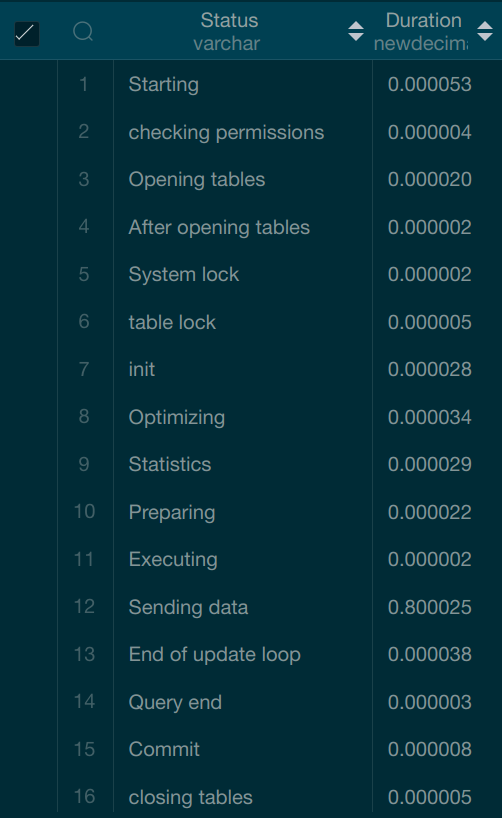 Status Duration
varchar newdecim
1 Starting 0.000053
2 checking permissions 0.000004
3 Opening tables 0.000020
4 After opening tables 0.000002
5 System lock 0.000002
6 table lock 0.000005
7 init 0.000028
8 Optimizing 0.000034
9 Statistics 0.000029
10 Preparing 0.000022
11 Executing 0.000002
12 Sending data 0.800025
13 End of update loop 0.000038
14 Query end 0.000003
15 Commit 0.000008
16 closing tables 0.000005